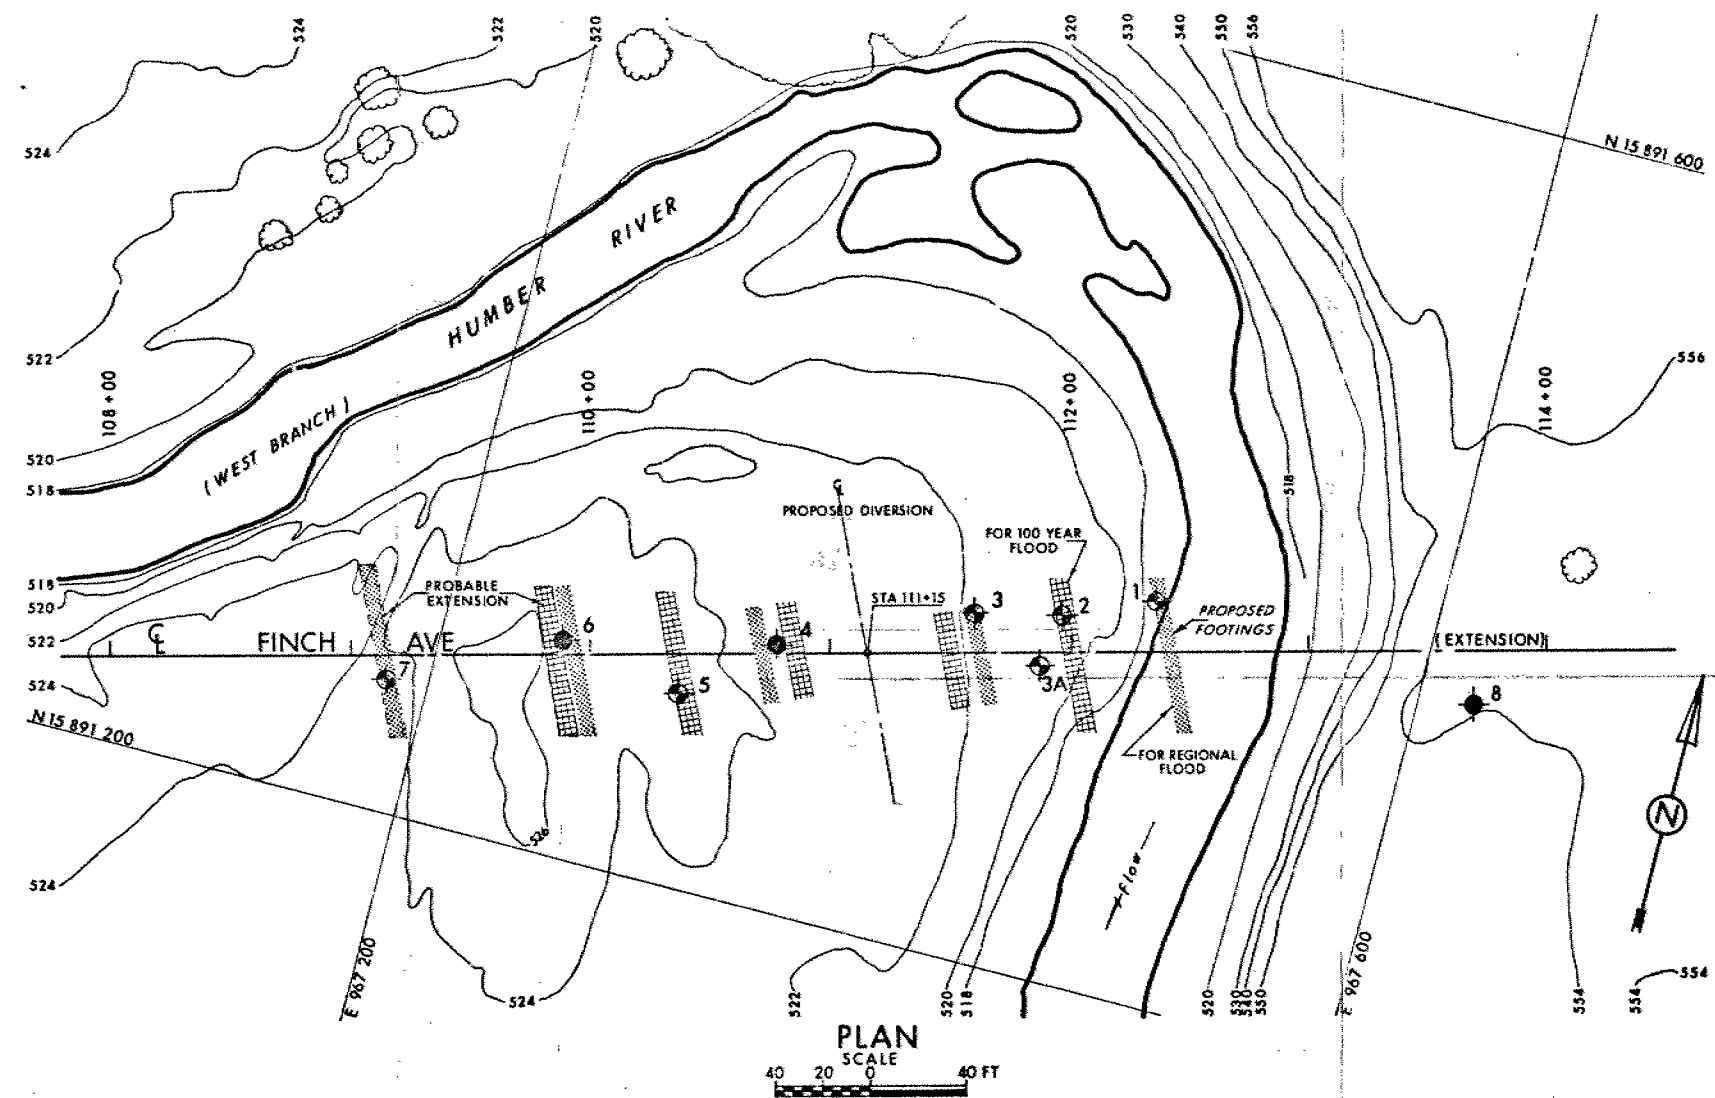 524
522
520
520
530
540
550
556
524
N 15 891 600
RIVER
HUMBER
522
556
108+00
110+00
112+00
114+00
(WEST BRANCH)
520
518
518
℄
PROPOSED DIVERSION
FOR 100 YEAR
FLOOD
518
520
PROBABLE
EXTENSION
STA 111+15
3
2
1
PROPOSED
FOOTINGS
6
4
522
℄
FINCH AVE
(EXTENSION)
7
5
3A
8
524
N 15 891 200
FOR REGIONAL
FLOOD
N
526
Flow
524
E 967 200
E 967 600
524
522
520
518
520
530
540
550
554
554
554
PLAN
SCALE
40 20 0 40 FT